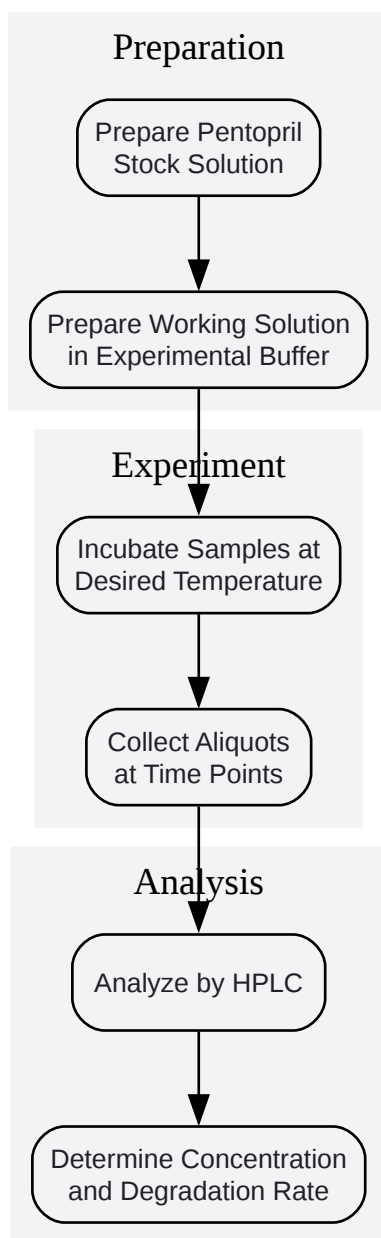 Preparation
Prepare Pentopril
Stock Solution
Prepare Working Solution
in Experimental Buffer
Experiment
Incubate Samples at
Desired Temperature
Collect Aliquots
at Time Points
Analysis
Analyze by HPLC
Determine Concentration
and Degradation Rate